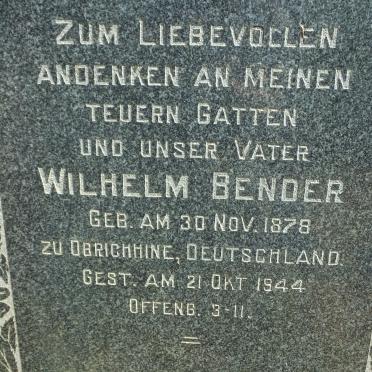 ZUM LIEBEVOLLEN
ANDENKEN AN MEINEN
TEUERN GATTEN
UND UNSER VATER
WILHELM BENDER
GEB. AM 30 NOV. 1878
ZU OBRICHHINE, DEUTSCHLAND.
GEST. AM 21 OKT 1944
OFFENB. 3-11.